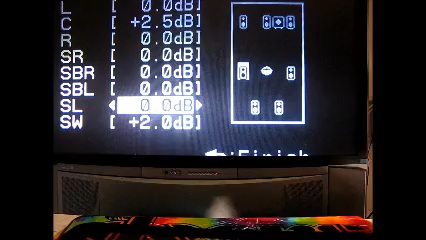 L [ 0.0dB]
C [ +2.5dB]
R [ 0.0dB]
SR [ 0.0dB]
SBR [ 0.0dB]
SBL [ 0.0dB]
SL 0.0dB
SW [ +2.0dB]
:Finish